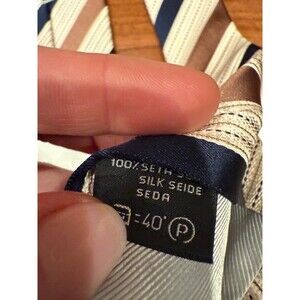 100% SETA
SILK SEIDE
SEDA
=40° P